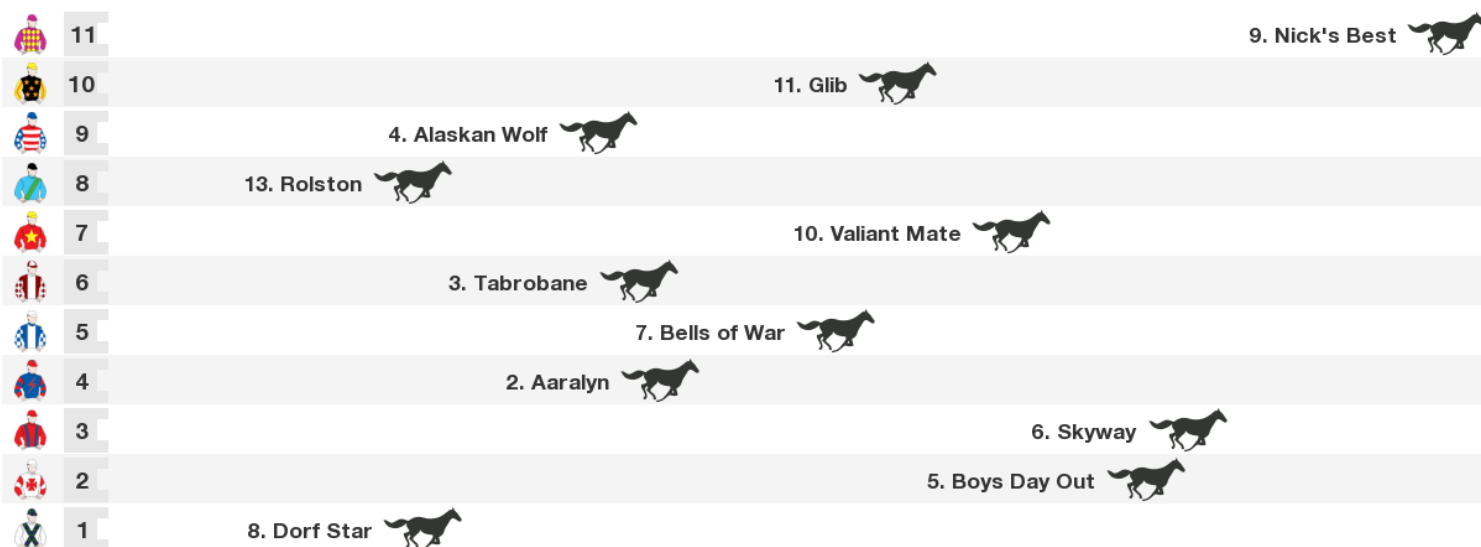 11 9. Nick's Best
10 11. Glib
9 4. Alaskan Wolf
8 13. Rolston
7 10. Valiant Mate
6 3. Tabrobane
5 7. Bells of War
4 2. Aaralyn
3 6. Skyway
2 5. Boys Day Out
1 8. Dorf Star